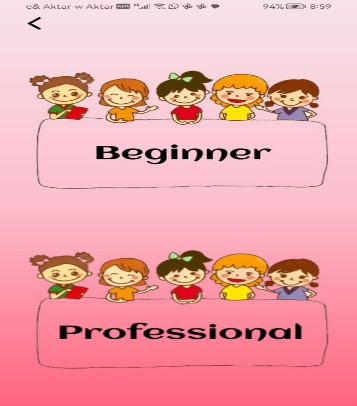 e& Aktar w Aktar 94% 8:59
Beginner
Professional